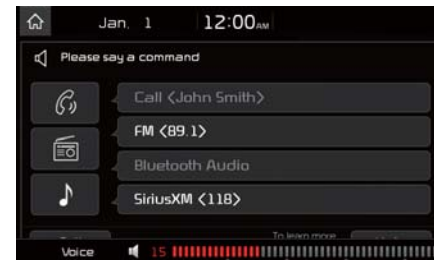 Jan. 1 12:00AM
Please say a command
Call <John Smith>
FM <89.1>
Bluetooth Audio
SiriusXM <118>
To learn more
Voice 15